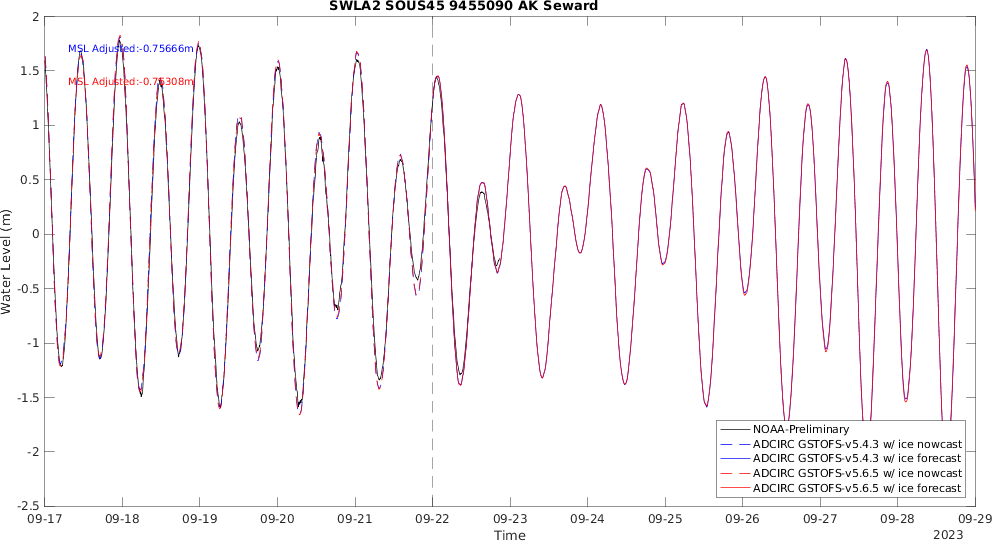 SWLA2 SOUS45 9455090 AK Seward
MSL Adjusted:-0.75666m
MSL Adjusted:-0.76308m
Water Level (m)
2
1.5
1
0.5
0
-0.5
-1
-1.5
-2
-2.5
NOAA-Preliminary
ADCIRC GSTOFS-v5.4.3 w/ ice nowcast
ADCIRC GSTOFS-v5.4.3 w/ ice forecast
ADCIRC GSTOFS-v5.6.5 w/ ice nowcast
ADCIRC GSTOFS-v5.6.5 w/ ice forecast
09-17 09-18 09-19 09-20 09-21 09-22 09-23 09-24 09-25 09-26 09-27 09-28 09-29
Time
2023